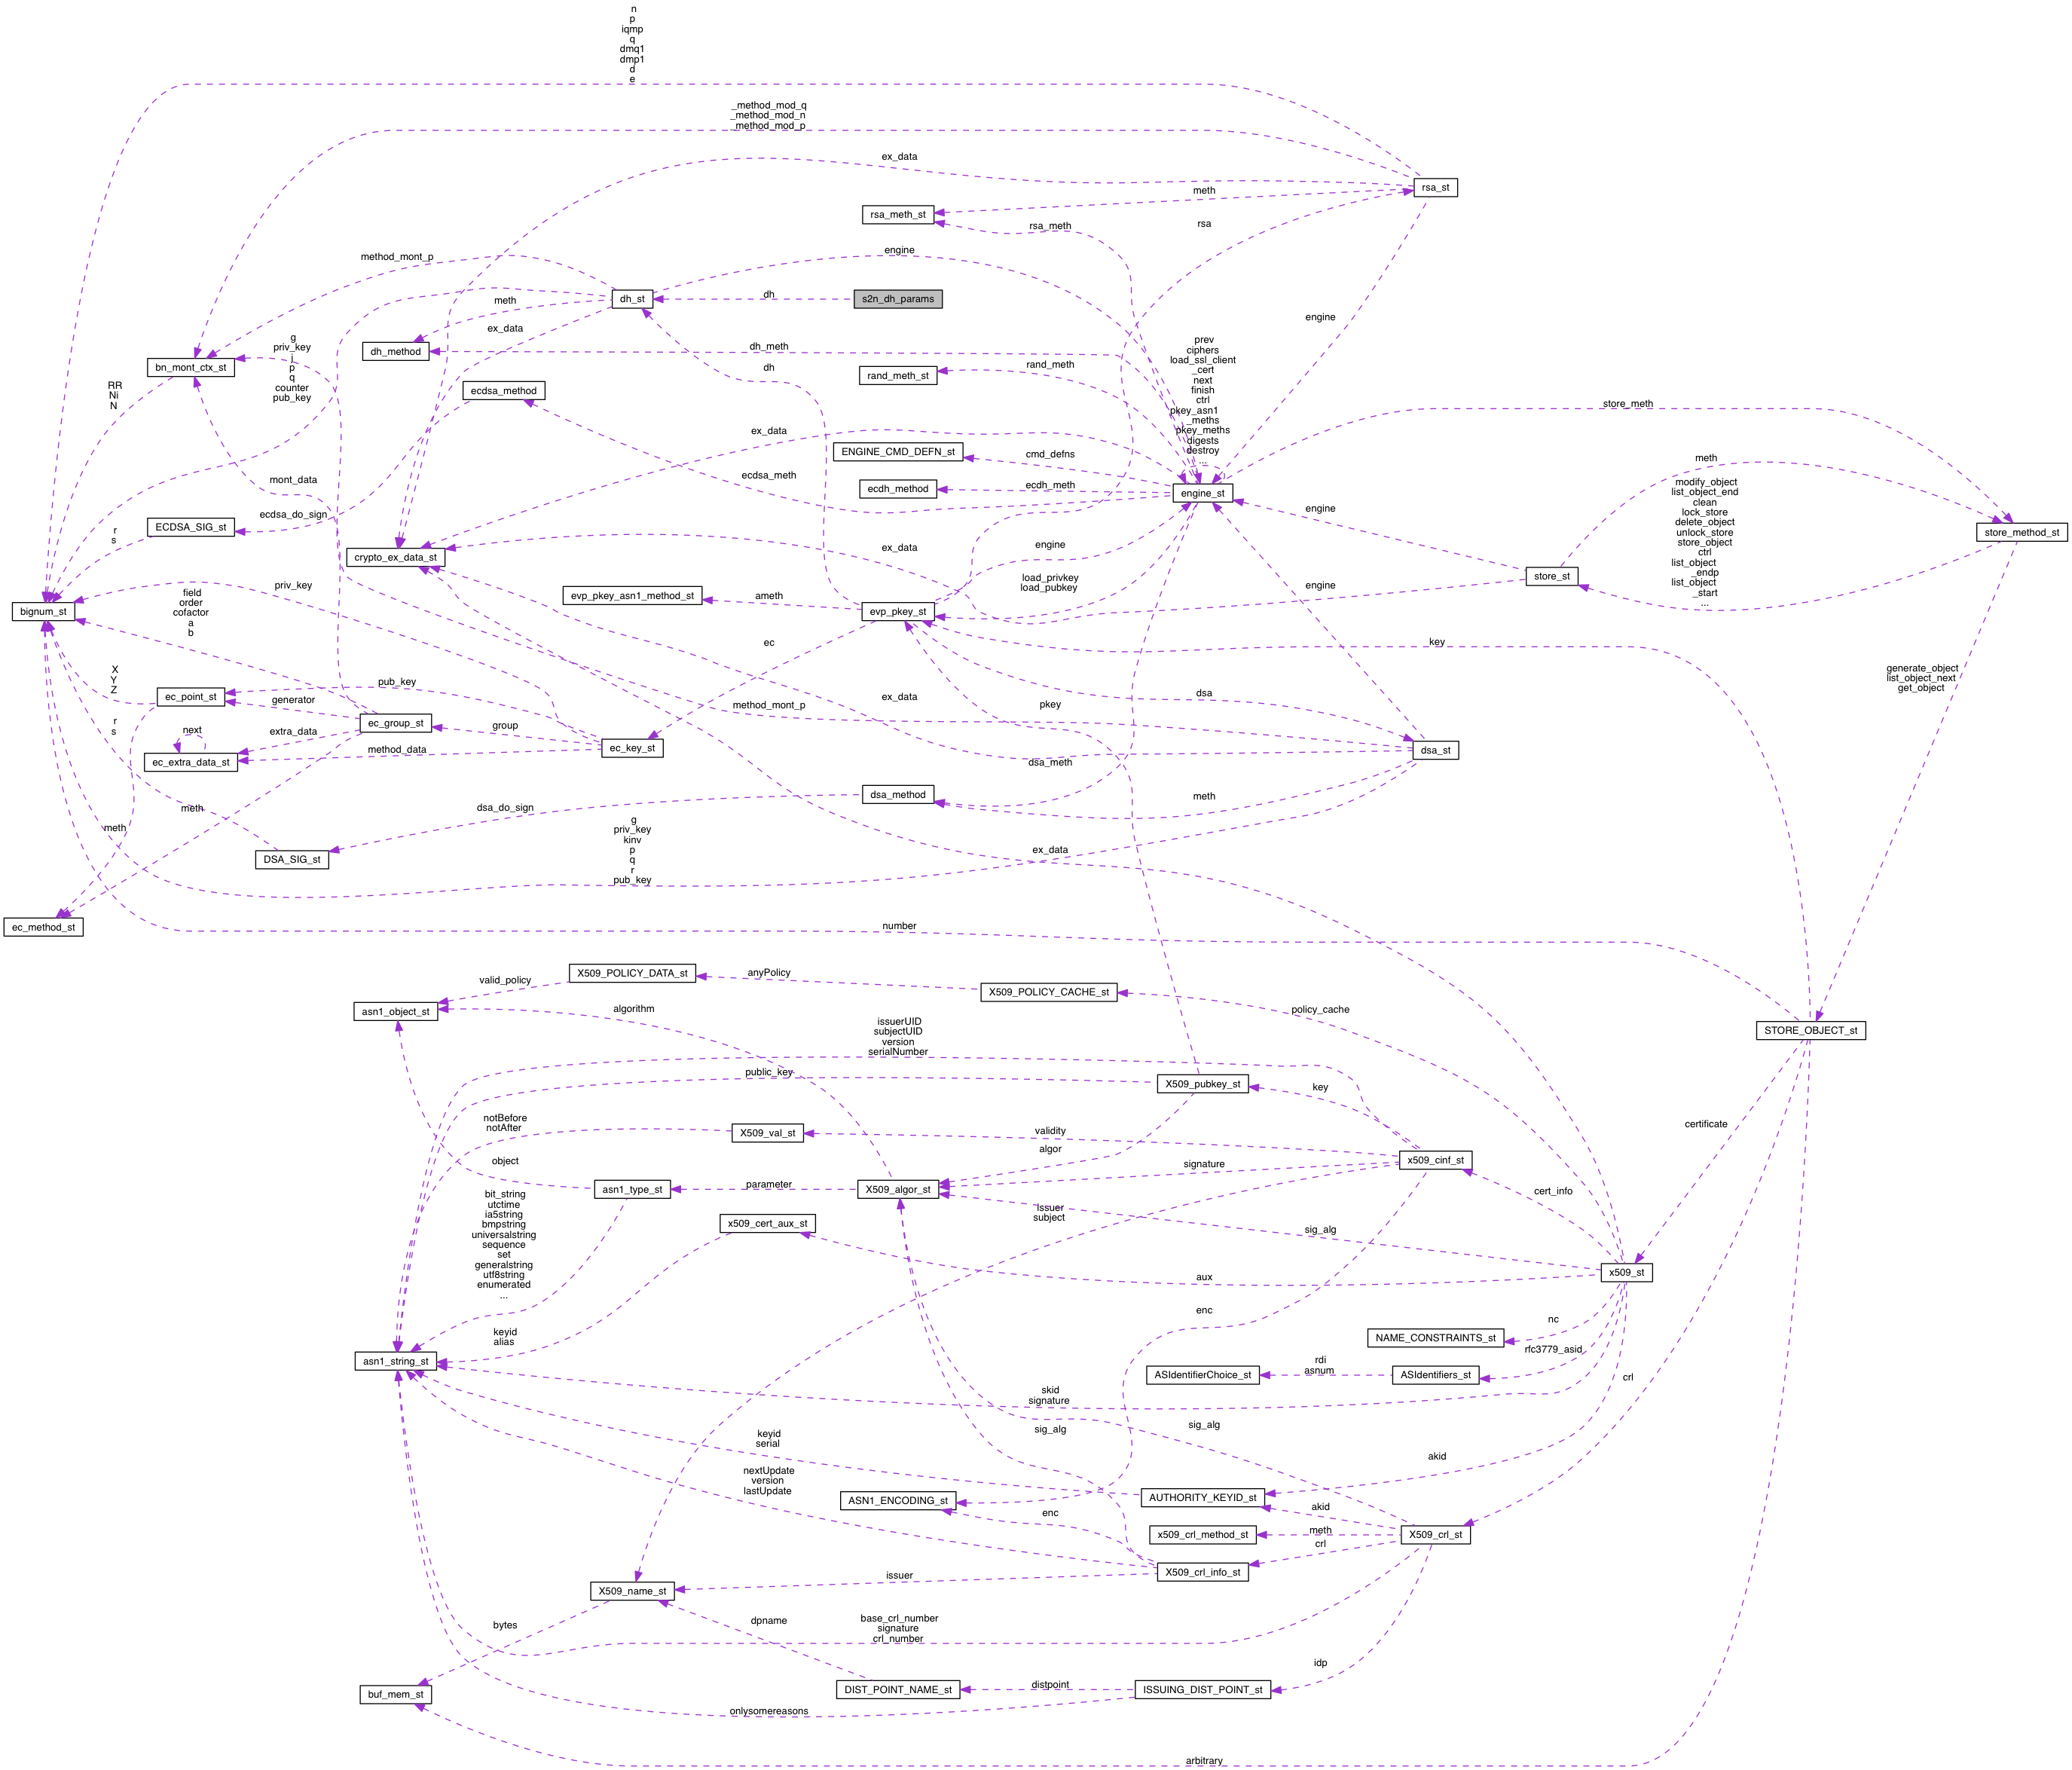 n
p
iqmp
q
dmq1
dmp1
d
e
_method_mod_q
_method_mod_n
_method_mod_p
ex_data
rsa_st
meth
rsa_meth_st
rsa_meth
rsa
method_mont_p
engine
dh_st
dh
s2n_dh_params
meth
engine
ex_data
dh_method
dh_meth
g
priv_key
j
p
q
counter
pub_key
bn_mont_ctx_st
RR
Ni
N
rand_meth_st
rand_meth
dh
ecdsa_method
prev
ciphers
load_ssl_client
_cert
next
finish
ctrl
pkey_asn1
_meths
pkey_meths
digests
destroy
...
store_meth
ex_data
ENGINE_CMD_DEFN_st
cmd_defns
meth
mont_data
ecdsa_meth
ecdh_method
ecdh_meth
engine_st
engine
modify_object
list_object_end
clean
lock_store
delete_object
unlock_store
store_object
ctrl
list_object
_endp
list_object
_start
...
ecdsa_do_sign
ECDSA_SIG_st
r
s
store_method_st
crypto_ex_data_st
ex_data
engine
store_st
load_privkey
load_pubkey
engine
priv_key
evp_pkey_asn1_method_st
ameth
evp_pkey_st
bignum_st
field
order
cofactor
a
b
ec
key
X
Y
Z
generate_object
list_object_next
get_object
ec_point_st
pub_key
generator
ex_data
dsa
method_mont_p
pkey
r
s
ec_group_st
group
next
extra_data
method_data
ec_key_st
dsa_st
ec_extra_data_st
dsa_meth
dsa_method
meth
dsa_do_sign
meth
meth
g
priv_key
kinv
p
q
r
pub_key
DSA_SIG_st
ex_data
ec_method_st
number
X509_POLICY_DATA_st
anyPolicy
valid_policy
X509_POLICY_CACHE_st
asn1_object_st
algorithm
policy_cache
issuerUID
subjectUID
version
serialNumber
STORE_OBJECT_st
public_key
X509_pubkey_st
key
notBefore
notAfter
X509_val_st
validity
certificate
algor
object
signature
x509_cinf_st
asn1_type_st
parameter
X509_algor_st
cert_info
bit_string
utctime
ia5string
bmpstring
universalstring
sequence
set
generalstring
utf8string
enumerated
...
issuer
subject
x509_cert_aux_st
sig_alg
x509_st
aux
enc
nc
keyid
alias
NAME_CONSTRAINTS_st
rfc3779_asid
asn1_string_st
rdi
asnum
ASIdentifierChoice_st
ASIdentifiers_st
crl
skid
signature
sig_alg
sig_alg
keyid
serial
akid
nextUpdate
version
lastUpdate
ASN1_ENCODING_st
AUTHORITY_KEYID_st
akid
enc
x509_crl_method_st
meth
X509_crl_st
crl
X509_crl_info_st
issuer
X509_name_st
bytes
dpname
base_crl_number
signature
crl_number
idp
buf_mem_st
DIST_POINT_NAME_st
distpoint
ISSUING_DIST_POINT_st
onlysomereasons
arbitrary